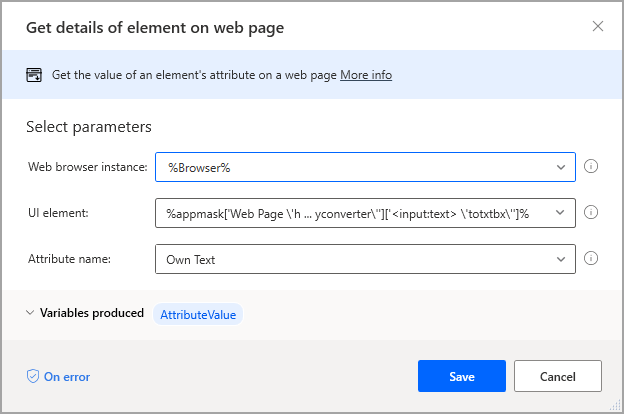 Get details of element on web page
Get the value of an element's attribute on a web page More info
Select parameters
Web browser instance: %Browser%
UI element: %appmask['Web Page \'h ... yconverter\'']['<input:text> \'totxtbx\'']%
Attribute name: Own Text
Variables produced AttributeValue
On error Save Cancel